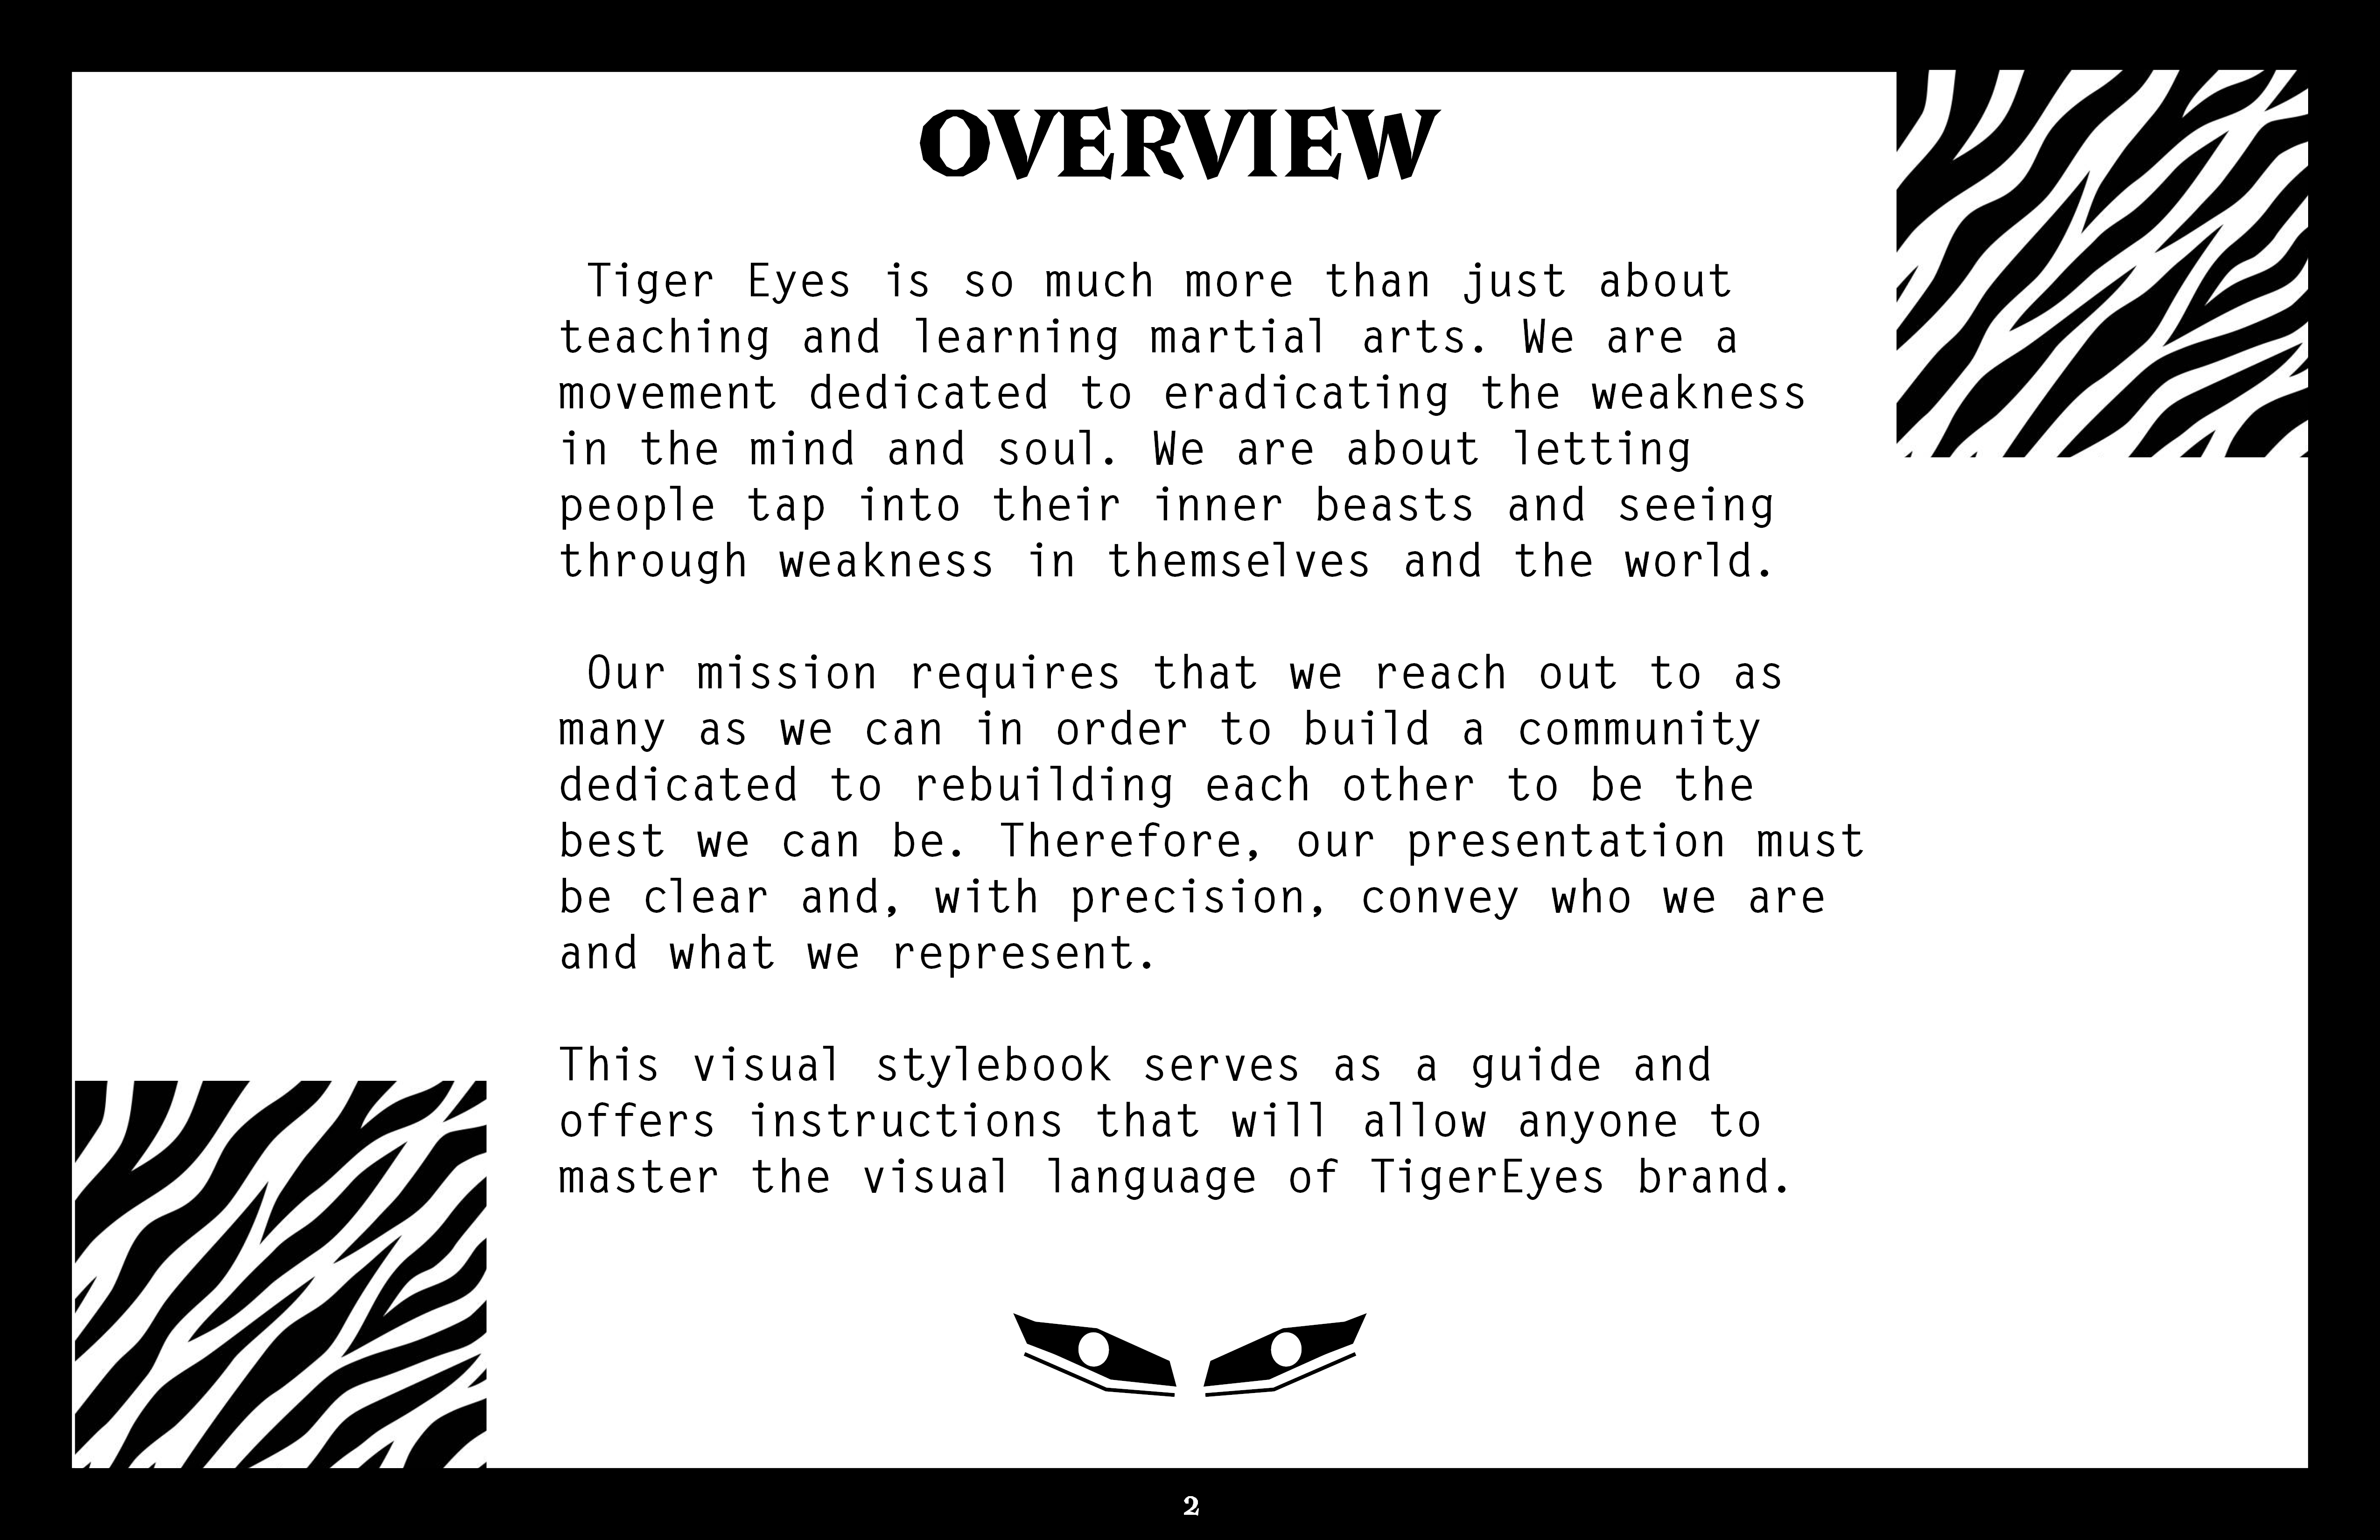 OVERVIEW
Tiger Eyes is so much more than just about
teaching and learning martial arts. We are a
movement dedicated to eradicating the weakness
in the mind and soul. We are about letting
people tap into their inner beasts and seeing
through weakness in themselves and the world.
Our mission requires that we reach out to as
many as we can in order to build a community
dedicated to rebuilding each other to be the
best we can be. Therefore, our presentation must
be clear and, with precision, convey who we are
and what we represent.
This visual stylebook serves as a guide and
offers instructions that will allow anyone to
master the visual language of TigerEyes brand.
2